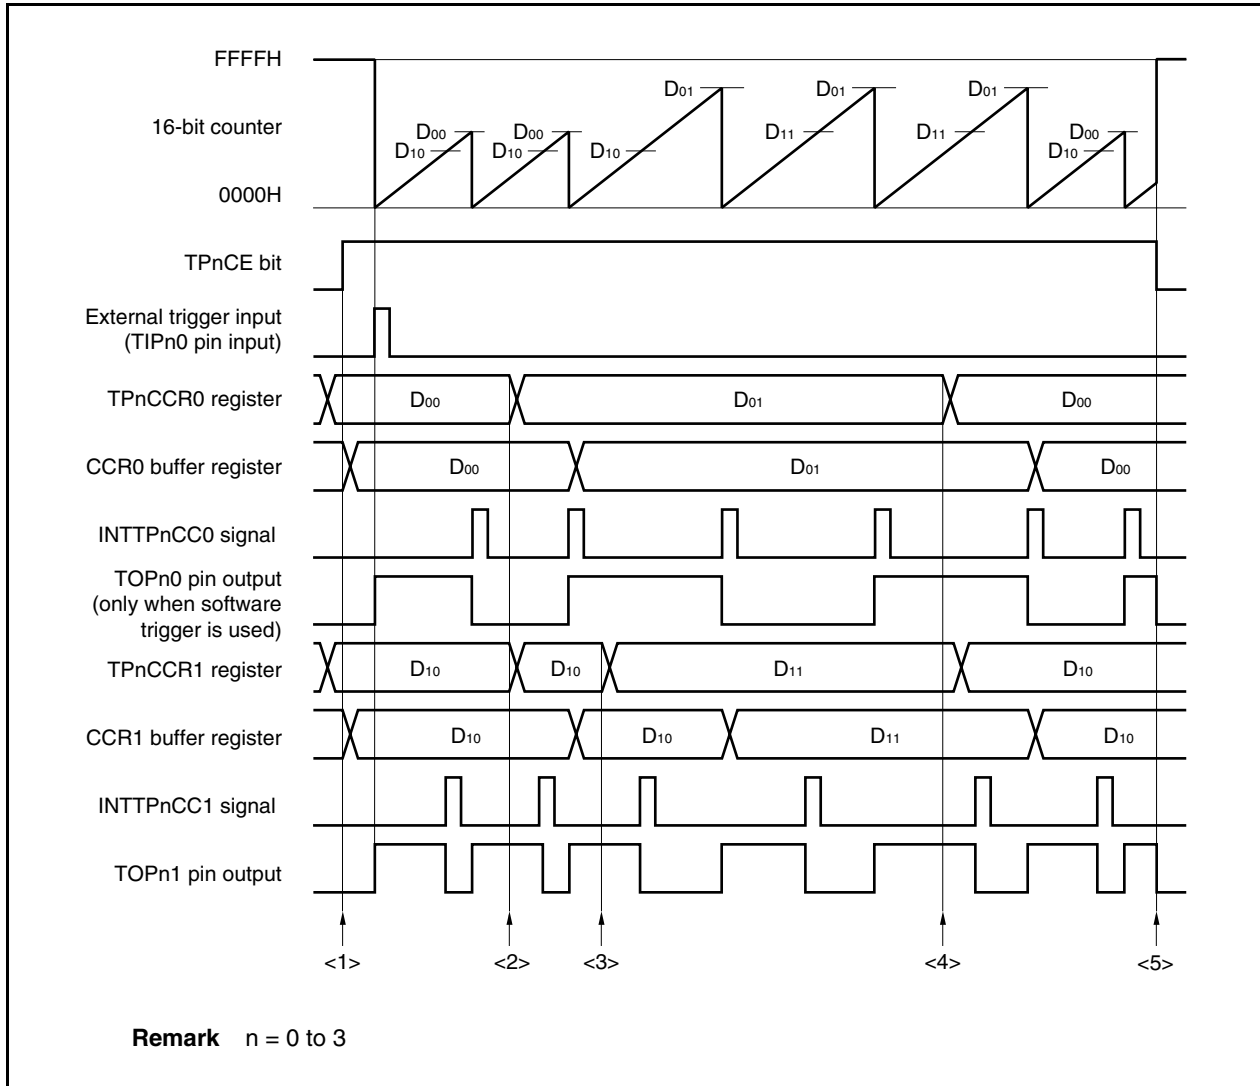 FFFFH
D01 D01 D01
16-bit counter
D00 D00 D11 D11 D00
D10 D10 D10 D10
0000H
TPnCE bit
External trigger input
(TIPn0 pin input)
TPnCCR0 register D00 D01 D00
CCR0 buffer register D00 D01 D00
INTTPnCC0 signal
TOPn0 pin output
(only when software
trigger is used)
TPnCCR1 register D10 D10 D11 D10
CCR1 buffer register D10 D10 D11 D10
INTTPnCC1 signal
TOPn1 pin output
<1> <2> <3> <4> <5>
Remark n = 0 to 3